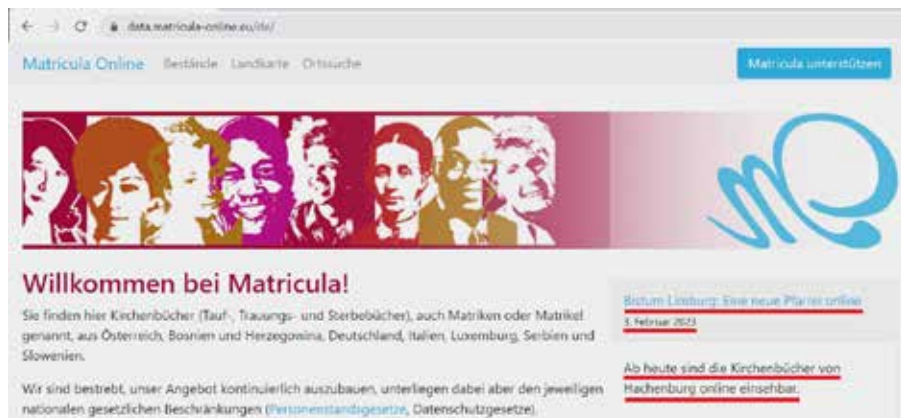 data.matricula-online.eu/de/
Matricula Online Bestände Landkarte Ortssuche
Matricula unterstützen
Willkommen bei Matricula!
Sie finden hier Kirchenbücher (Tauf-, Trauungs- und Sterbebücher), auch Matriken oder Matrikel
genannt, aus Österreich, Bosnien und Herzegowina, Deutschland, Italien, Luxemburg, Serbien und
Slowenien.
Wir sind bestrebt, unser Angebot kontinuierlich auszubauen, unterliegen dabei aber den jeweiligen
nationalen gesetzlichen Beschränkungen (Personenstandsgesetze, Datenschutzgesetze).
Bistum Limburg: Eine neue Pfarrei online
3. Februar 2023
Ab heute sind die Kirchenbücher von
Hachenburg online einsehbar.